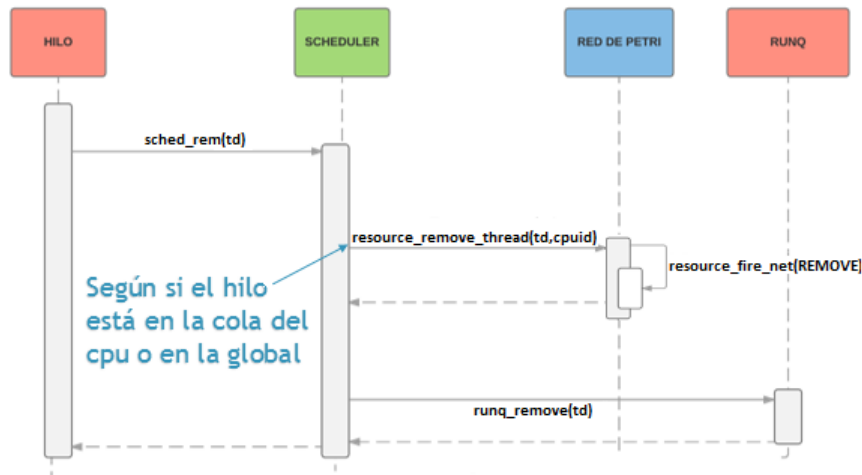 HILO
SCHEDULER
RED DE PETRI
RUNQ
sched_rem(td)
resource_remove_thread(td,cpuid)
resource_fire_net(REMOVE)
Según si el hilo
está en la cola del
cpu o en la global
runq_remove(td)